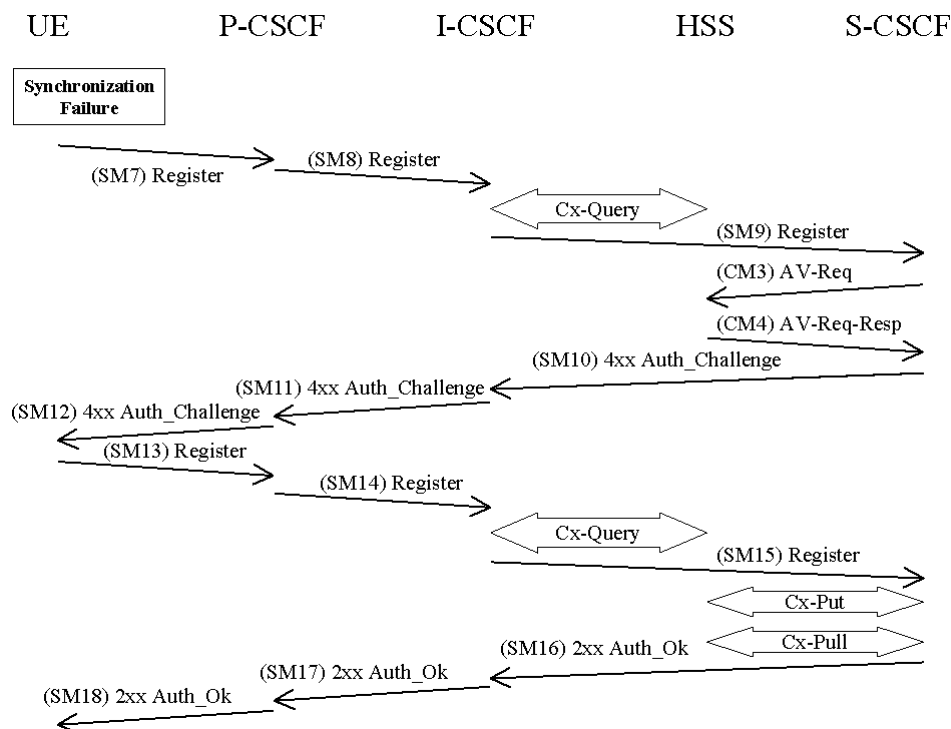 UE P-CSCF I-CSCF HSS S-CSCF
Synchronization
Failure
(SM7) Register
(SM8) Register
Cx-Query
(SM9) Register
(CM3) AV-Req
(CM4) AV-Req-Resp
(SM10) 4xx Auth_Challenge
(SM11) 4xx Auth_Challenge
(SM12) 4xx Auth_Challenge
(SM13) Register
(SM14) Register
Cx-Query
(SM15) Register
Cx-Put
Cx-Pull
(SM16) 2xx Auth_Ok
(SM17) 2xx Auth_Ok
(SM18) 2xx Auth_Ok